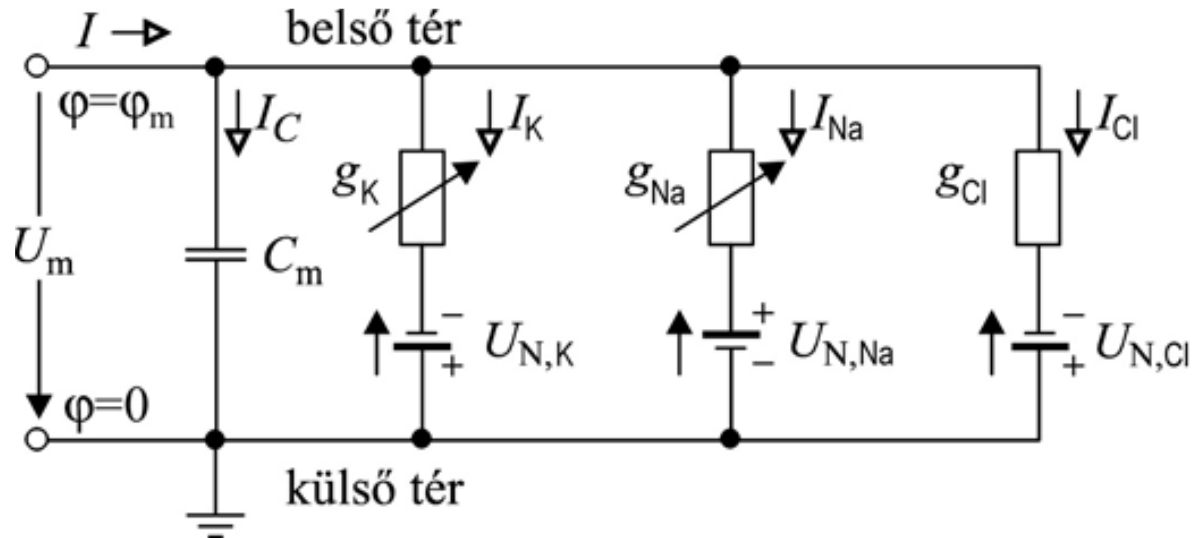 I belső tér
φ=φm IC IK INa ICl
gK gNa gCl
Um Cm
− + −
UN,K UN,Na UN,Cl
+ − +
φ=0
külső tér